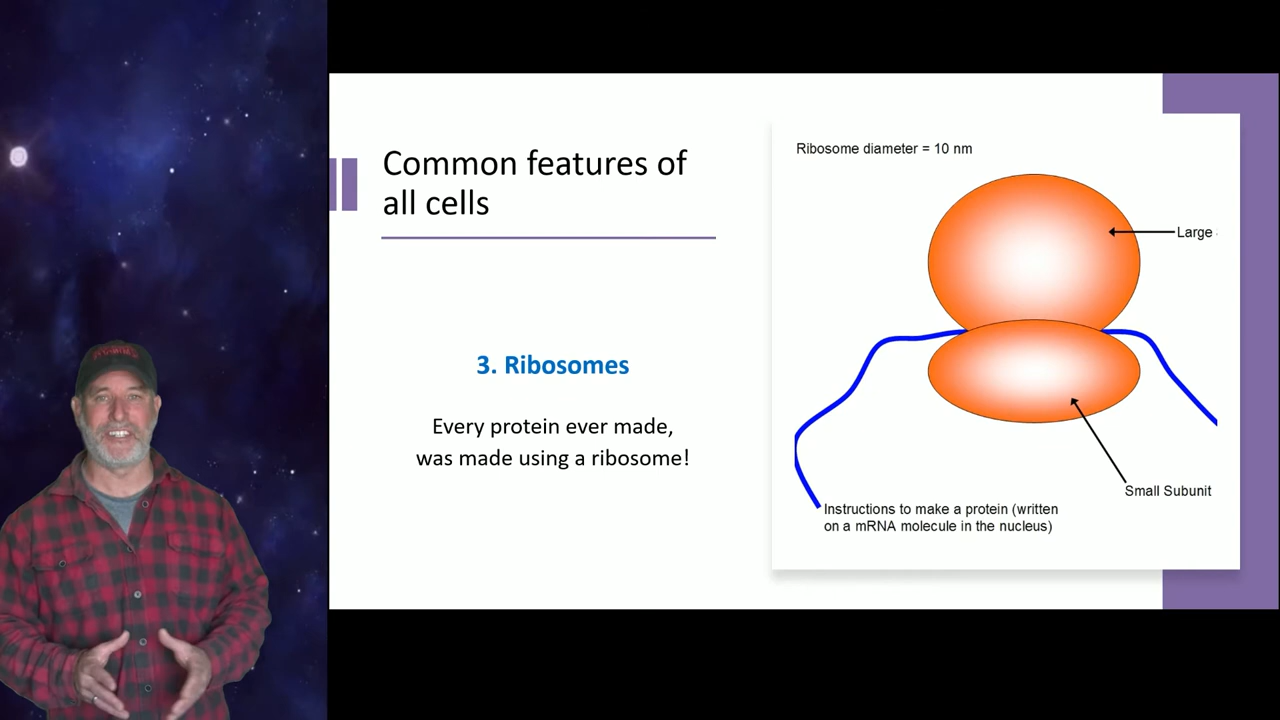 Common features of
all cells
3. Ribosomes
Every protein ever made,
was made using a ribosome!
Ribosome diameter = 10 nm
Large
Small Subunit
Instructions to make a protein (written
on a mRNA molecule in the nucleus)